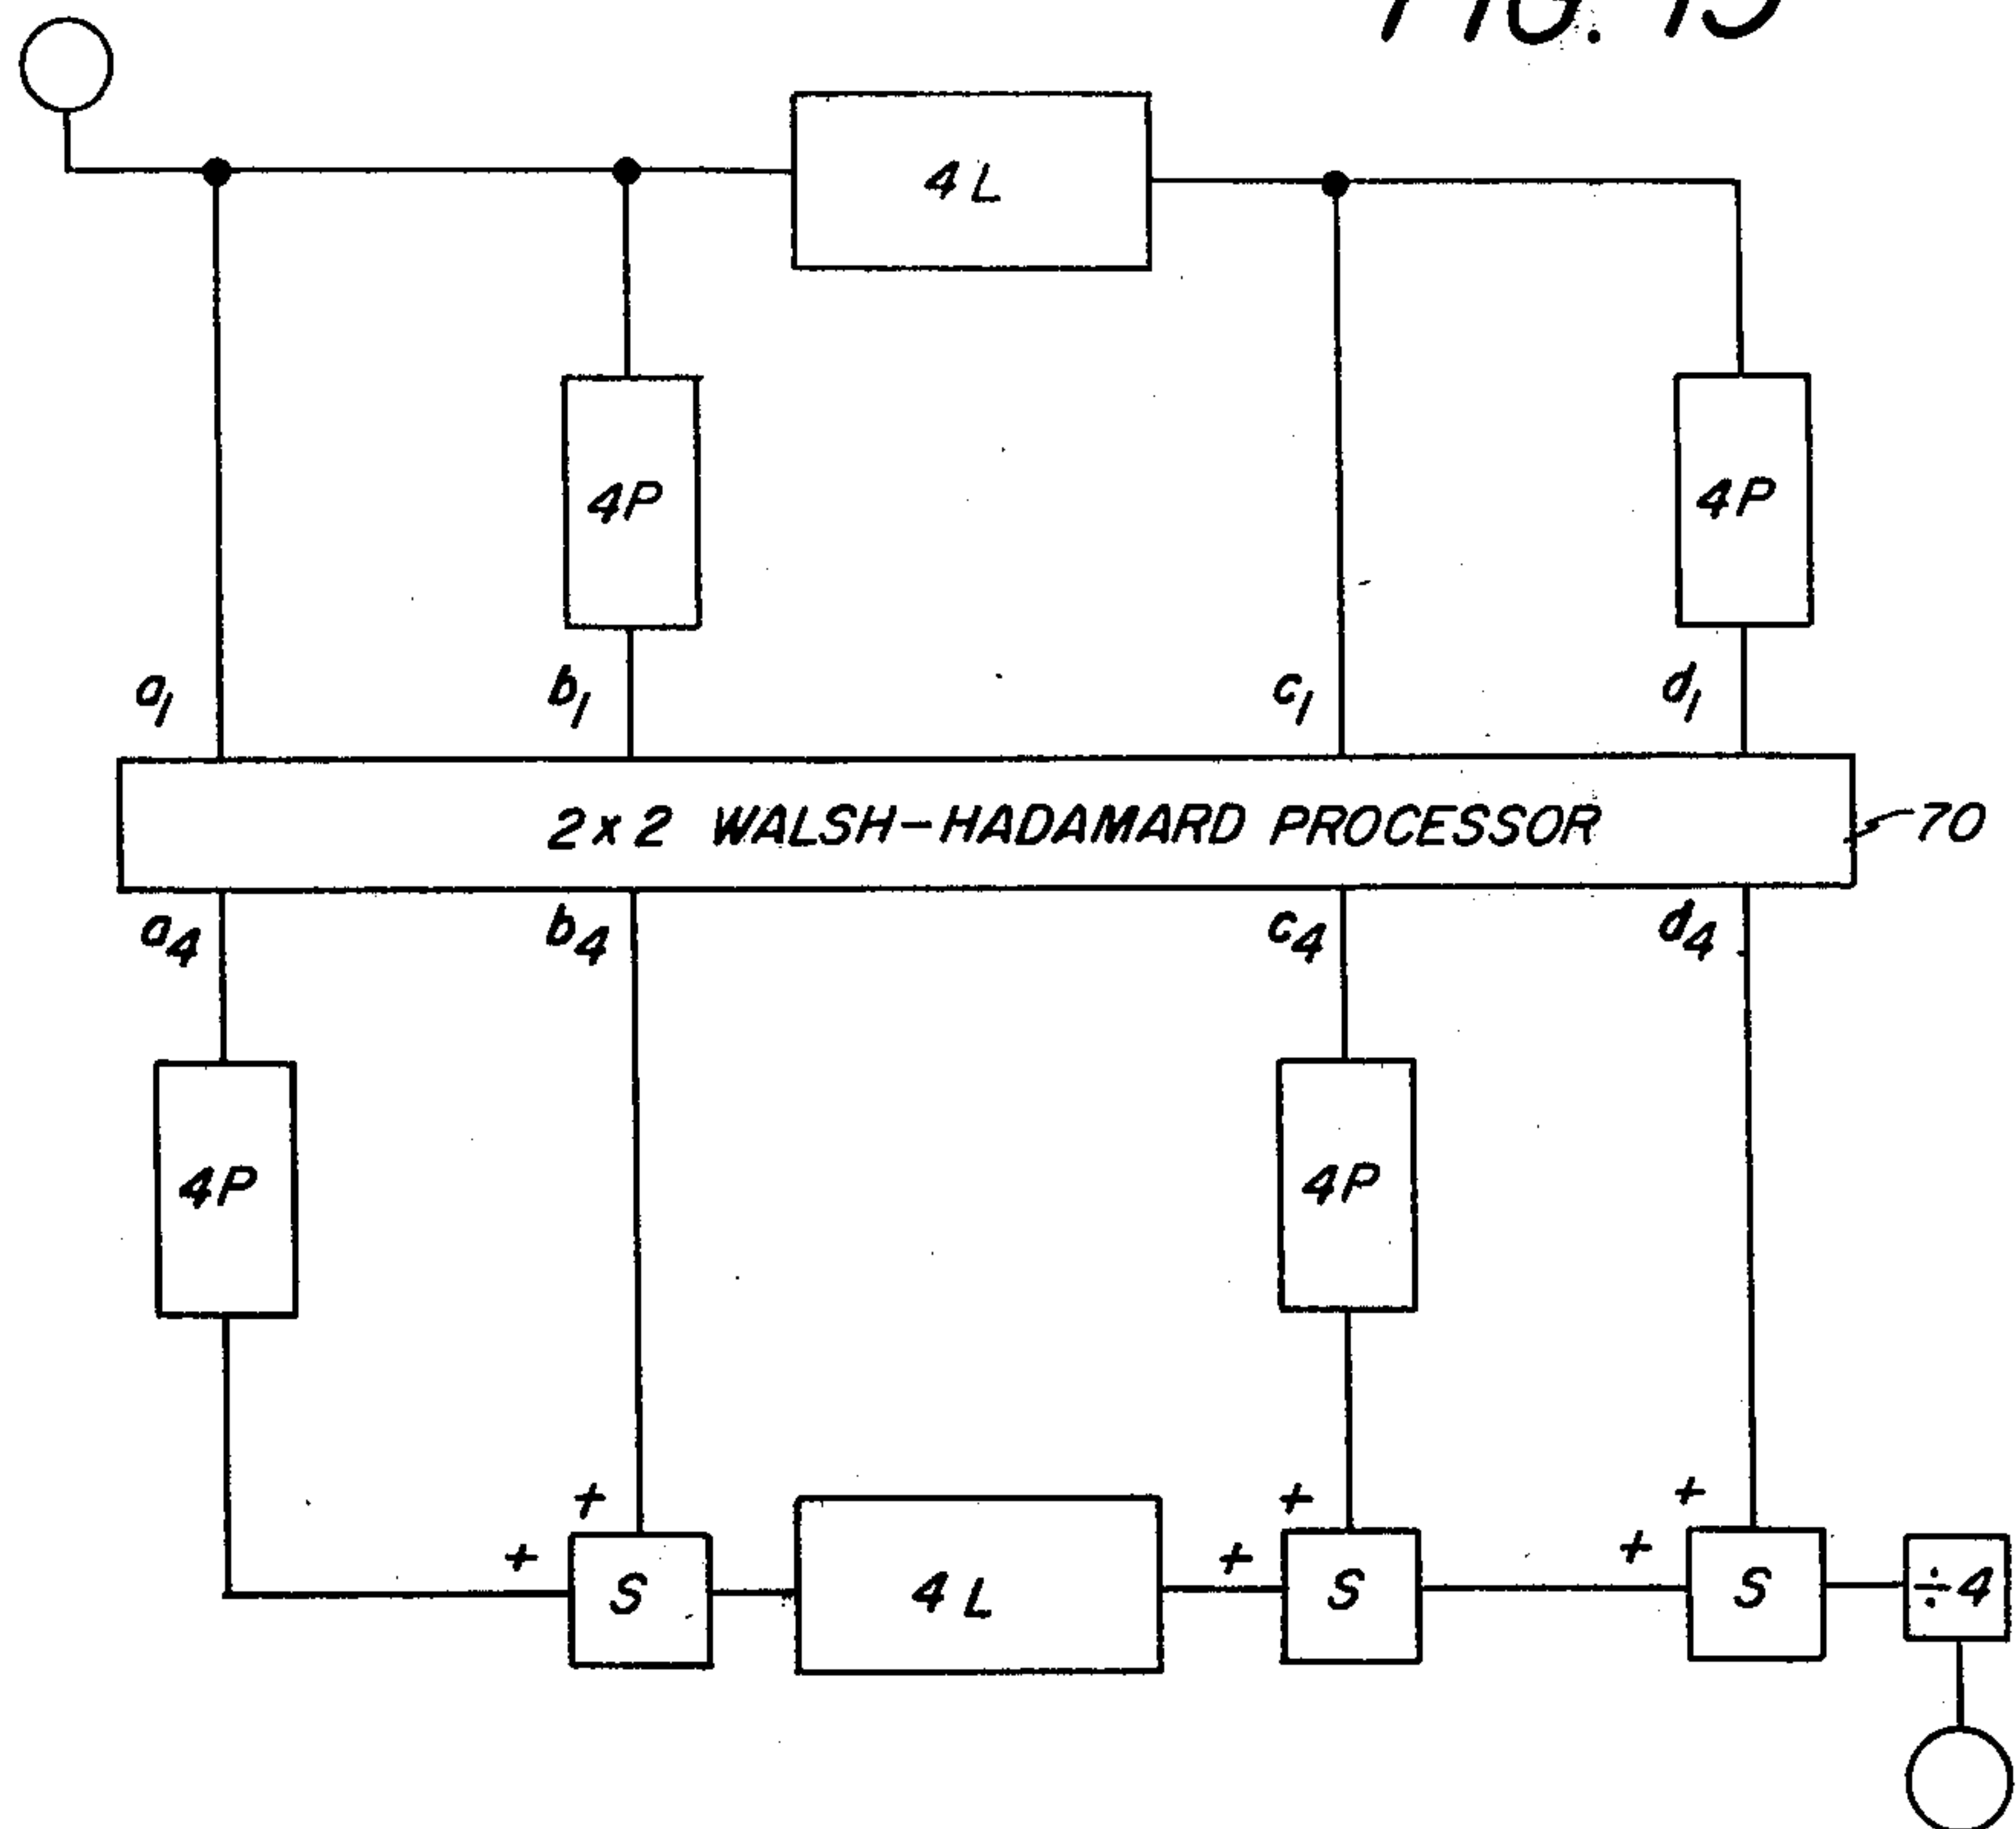 FIG. 15
4L
4P
4P
a1
b1
c1
d1
2x2 WALSH-HADAMARD PROCESSOR
70
a4
b4
c4
d4
4P
4P
+
+
+
+
+
+
S
4L
S
S
÷4